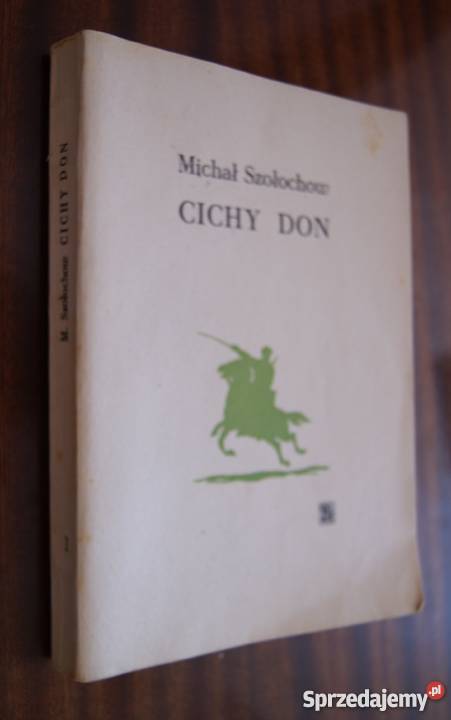 Michał Szołochow
CICHY DON
M. Szołochow CICHY DON
Sprzedajemy.pl